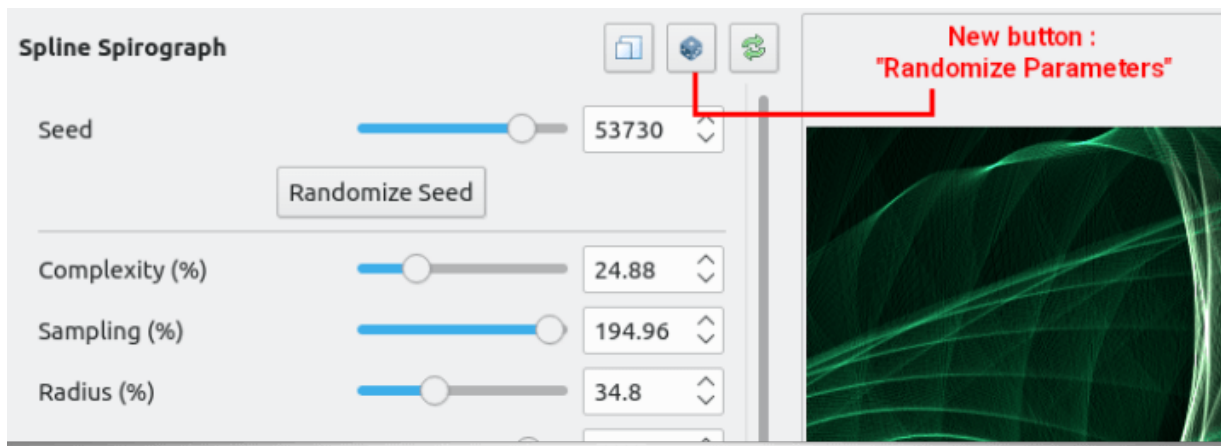 Spline Spirograph
New button :
"Randomize Parameters"
Seed
53730
Randomize Seed
Complexity (%)
24.88
Sampling (%)
194.96
Radius (%)
34.8